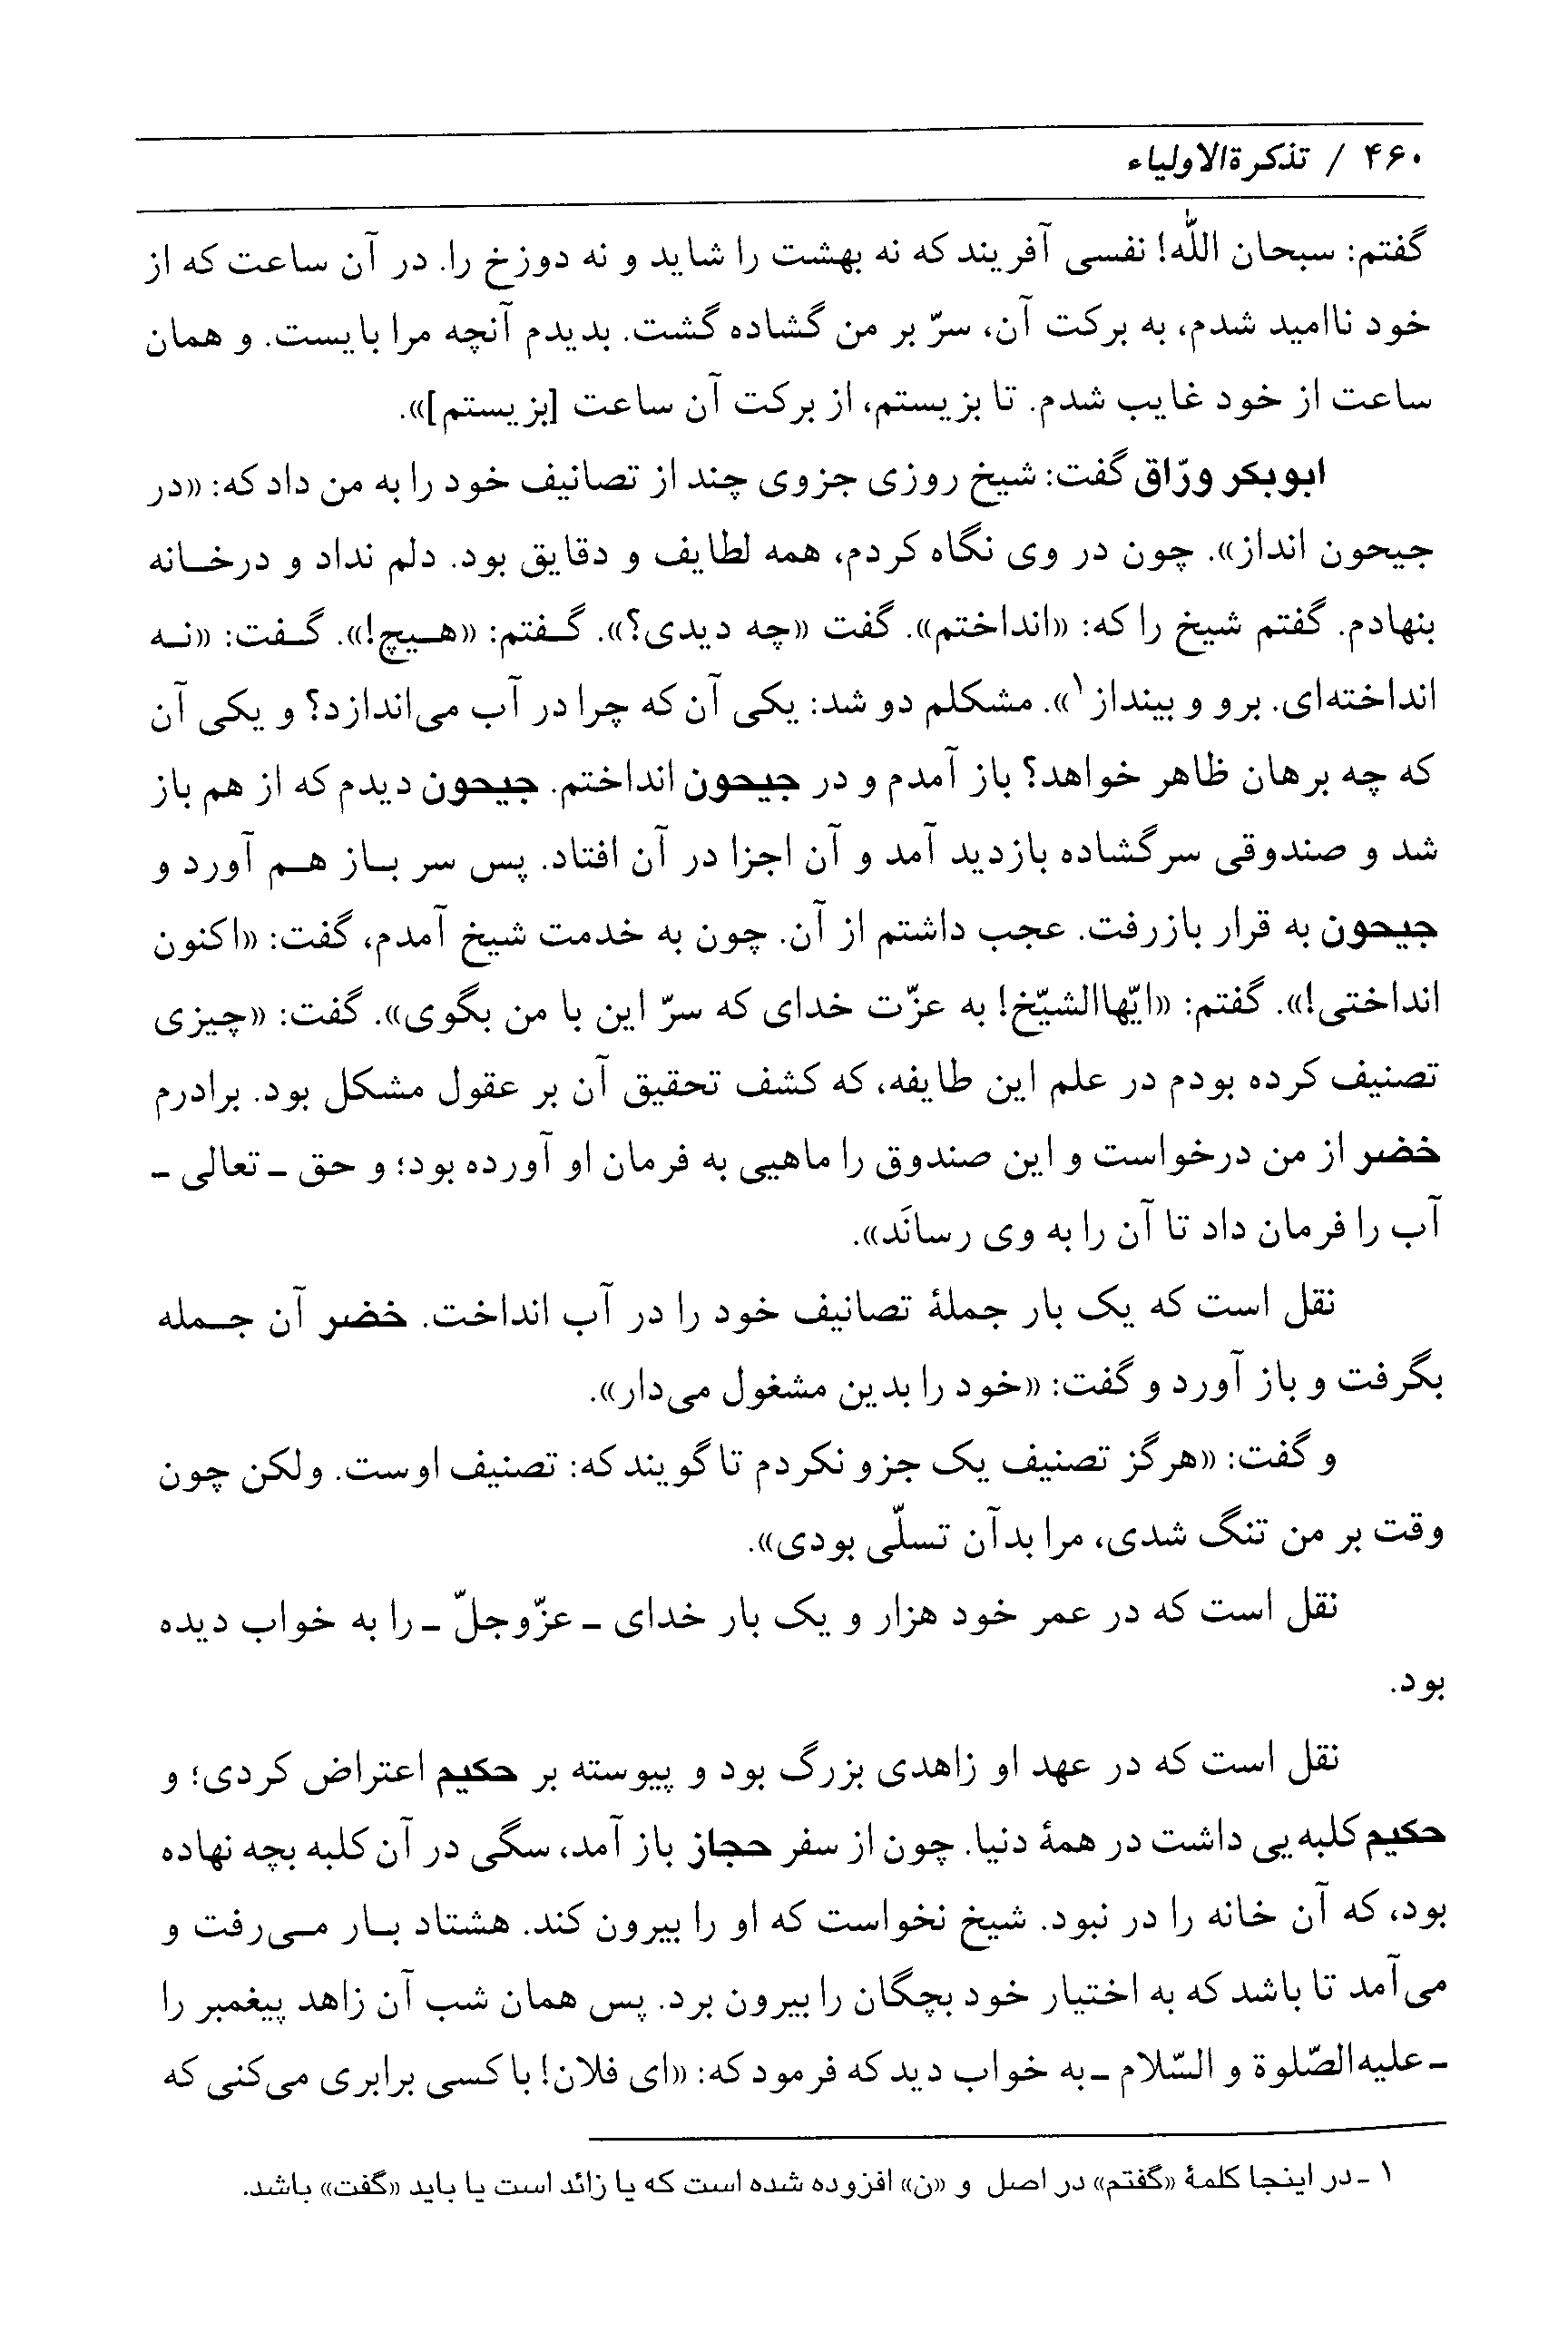 ۴۶۰ / تذکرةالاولیاء
گفتم: سبحان الله! نفسی آفریند که نه بهشت را شاید و نه دوزخ را. در آن ساعت که از
خود ناامید شدم، به برکت آن، سرّ بر من گشاده گشت. بدیدم آنچه مرا بایست. و همان
ساعت از خود غایب شدم. تا بزیستم، از برکت آن ساعت [بزیستم]».
ابوبکر ورّاق گفت: شیخ روزی جزوی چند از تصانیف خود را به من داد که: «در
جیحون انداز». چون در وی نگاه کردم، همه لطایف و دقایق بود. دلم نداد و درخـانه
بنهادم. گفتم شیخ را که: «انداختم». گفت «چه دیدی؟». گـفتم: «هـیچ!». گـفت: «نـه
انداخته‌ای. برو و بینداز۱». مشکلم دو شد: یکی آن که چرا در آب می‌اندازد؟ و یکی آن
که چه برهان ظاهر خواهد؟ باز آمدم و در جیحون انداختم. جیحون دیدم که از هم باز
شد و صندوقی سرگشاده بازدید آمد و آن اجزا در آن افتاد. پس سر بـاز هـم آورد و
جیحون به قرار بازرفت. عجب داشتم از آن. چون به خدمت شیخ آمدم، گفت: «اکنون
انداختی!». گفتم: «ایّهاالشیّخ! به عزّت خدای که سرّ این با من بگوی». گفت: «چیزی
تصنیف کرده بودم در علم این طایفه، که کشف تحقیق آن بر عقول مشکل بود. برادرم
خضر از من درخواست و این صندوق را ماهیی به فرمان او آورده بود؛ و حق ـ تعالی ـ
آب را فرمان داد تا آن را به وی رسانَد».
نقل است که یک بار جملهٔ تصانیف خود را در آب انداخت. خضر آن جـمله
بگرفت و باز آورد و گفت: «خود را بدین مشغول می‌دار».
و گفت: «هرگز تصنیف یک جزو نکردم تا گویند که: تصنیف اوست. ولکن چون
وقت بر من تنگ شدی، مرا بدآن تسلّی بودی».
نقل است که در عمر خود هزار و یک بار خدای ـ عزّوجلّ ـ را به خواب دیده
بود.
نقل است که در عهد او زاهدی بزرگ بود و پیوسته بر حکیم اعتراض کردی؛ و
حکیم کلبه‌یی داشت در همهٔ دنیا. چون از سفر حجاز باز آمد، سگی در آن کلبه بچه نهاده
بود، که آن خانه را در نبود. شیخ نخواست که او را بیرون کند. هشتاد بـار مـی‌رفت و
می‌آمد تا باشد که به اختیار خود بچگان را بیرون برد. پس همان شب آن زاهد پیغمبر را
ـ علیه‌الصّلوة و السّلام ـ به خواب دید که فرمود که: «ای فلان! با کسی برابری می‌کنی که
۱ ـ در اینجا کلمهٔ «گفتم» در اصل و «ن» افزوده شده است که یا زائد است یا باید «گفت» باشد.